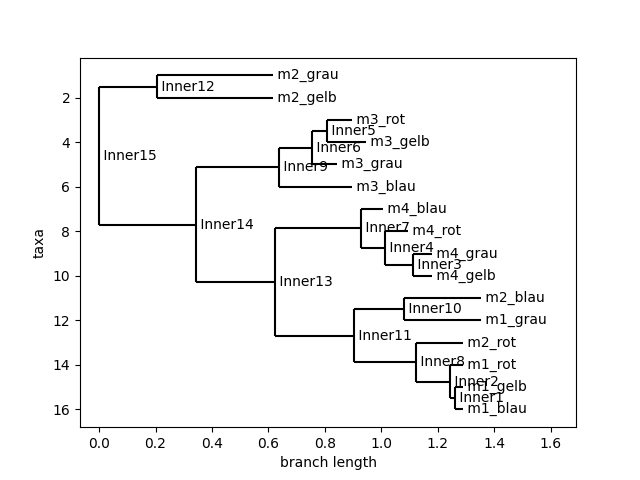 m2_grau
Inner12
m2_gelb
m3_rot
Inner5
m3_gelb
Inner6
Inner15
m3_grau
Inner9
m3_blau
m4_blau
Inner14
Inner7
m4_rot
Inner4
m4_grau
Inner3
m4_gelb
Inner13
m2_blau
Inner10
m1_grau
Inner11
m2_rot
Inner8
m1_rot
Inner2
m1_gelb
Inner1
m1_blau
2
4
6
8
10
12
14
16
taxa
0.0 0.2 0.4 0.6 0.8 1.0 1.2 1.4 1.6
branch length